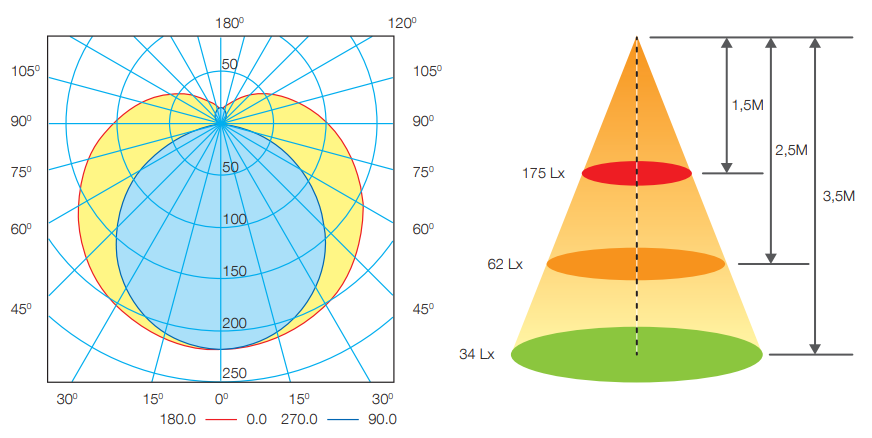 180⁰ 120⁰
50
105⁰ 105⁰
90⁰ 90⁰
1,5M
2,5M
75⁰ 50 75⁰
175 Lx
3,5M
100
60⁰ 60⁰
62 Lx
150
45⁰ 45⁰
200
34 Lx
250
30⁰ 15⁰ 0⁰ 15⁰ 30⁰
180.0 0.0 270.0 90.0